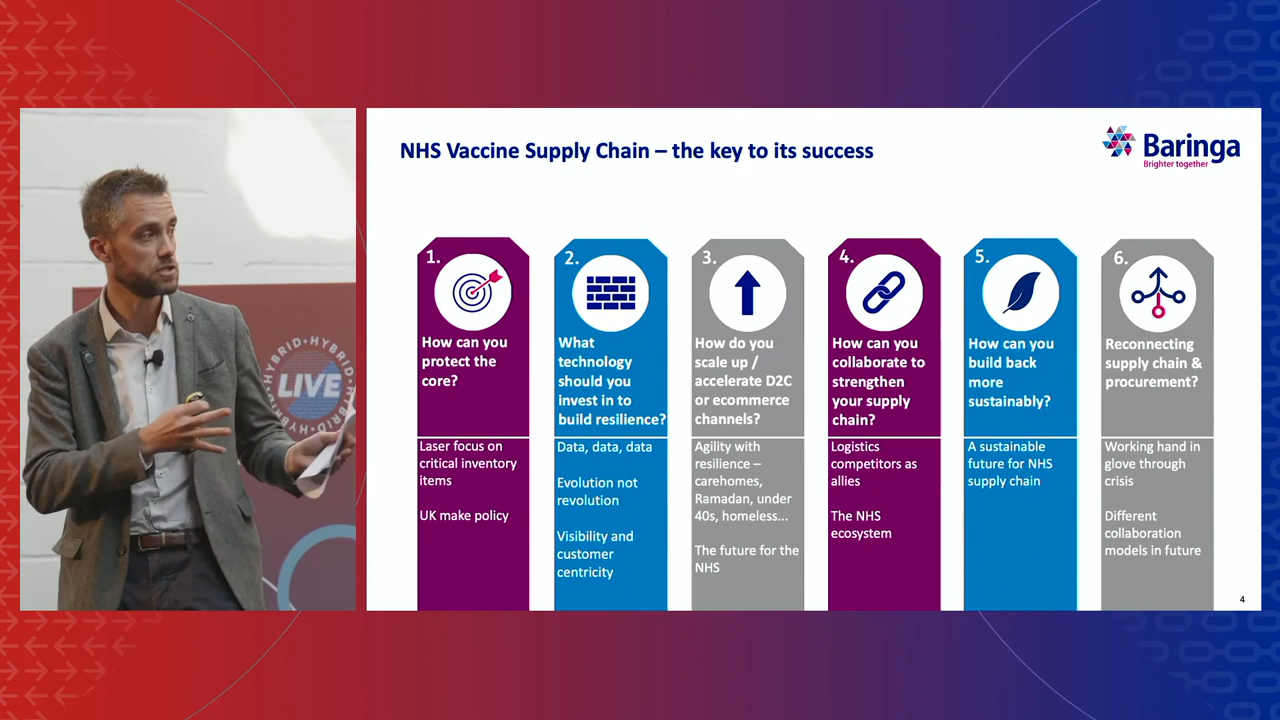 NHS Vaccine Supply Chain – the key to its success
Baringa
Brighter together
1.
How can you
protect the
core?
Laser focus on
critical inventory
items
UK make policy
2.
What
technology
should you
invest in to
build resilience?
Data, data, data
Evolution not
revolution
Visibility and
customer
centricity
3.
How do you
scale up /
accelerate D2C
or ecommerce
channels?
Agility with
resilience –
carehomes,
Ramadan, under
40s, homeless...
The future for the
NHS
4.
How can you
collaborate to
strengthen
your supply
chain?
Logistics
competitors as
allies
The NHS
ecosystem
5.
How can you
build back
more
sustainably?
A sustainable
future for NHS
supply chain
6.
Reconnecting
supply chain &
procurement?
Working hand in
glove through
crisis
Different
collaboration
models in future
4
HYBRID•HYBRID
LIVE
HYBRID•HYBRID